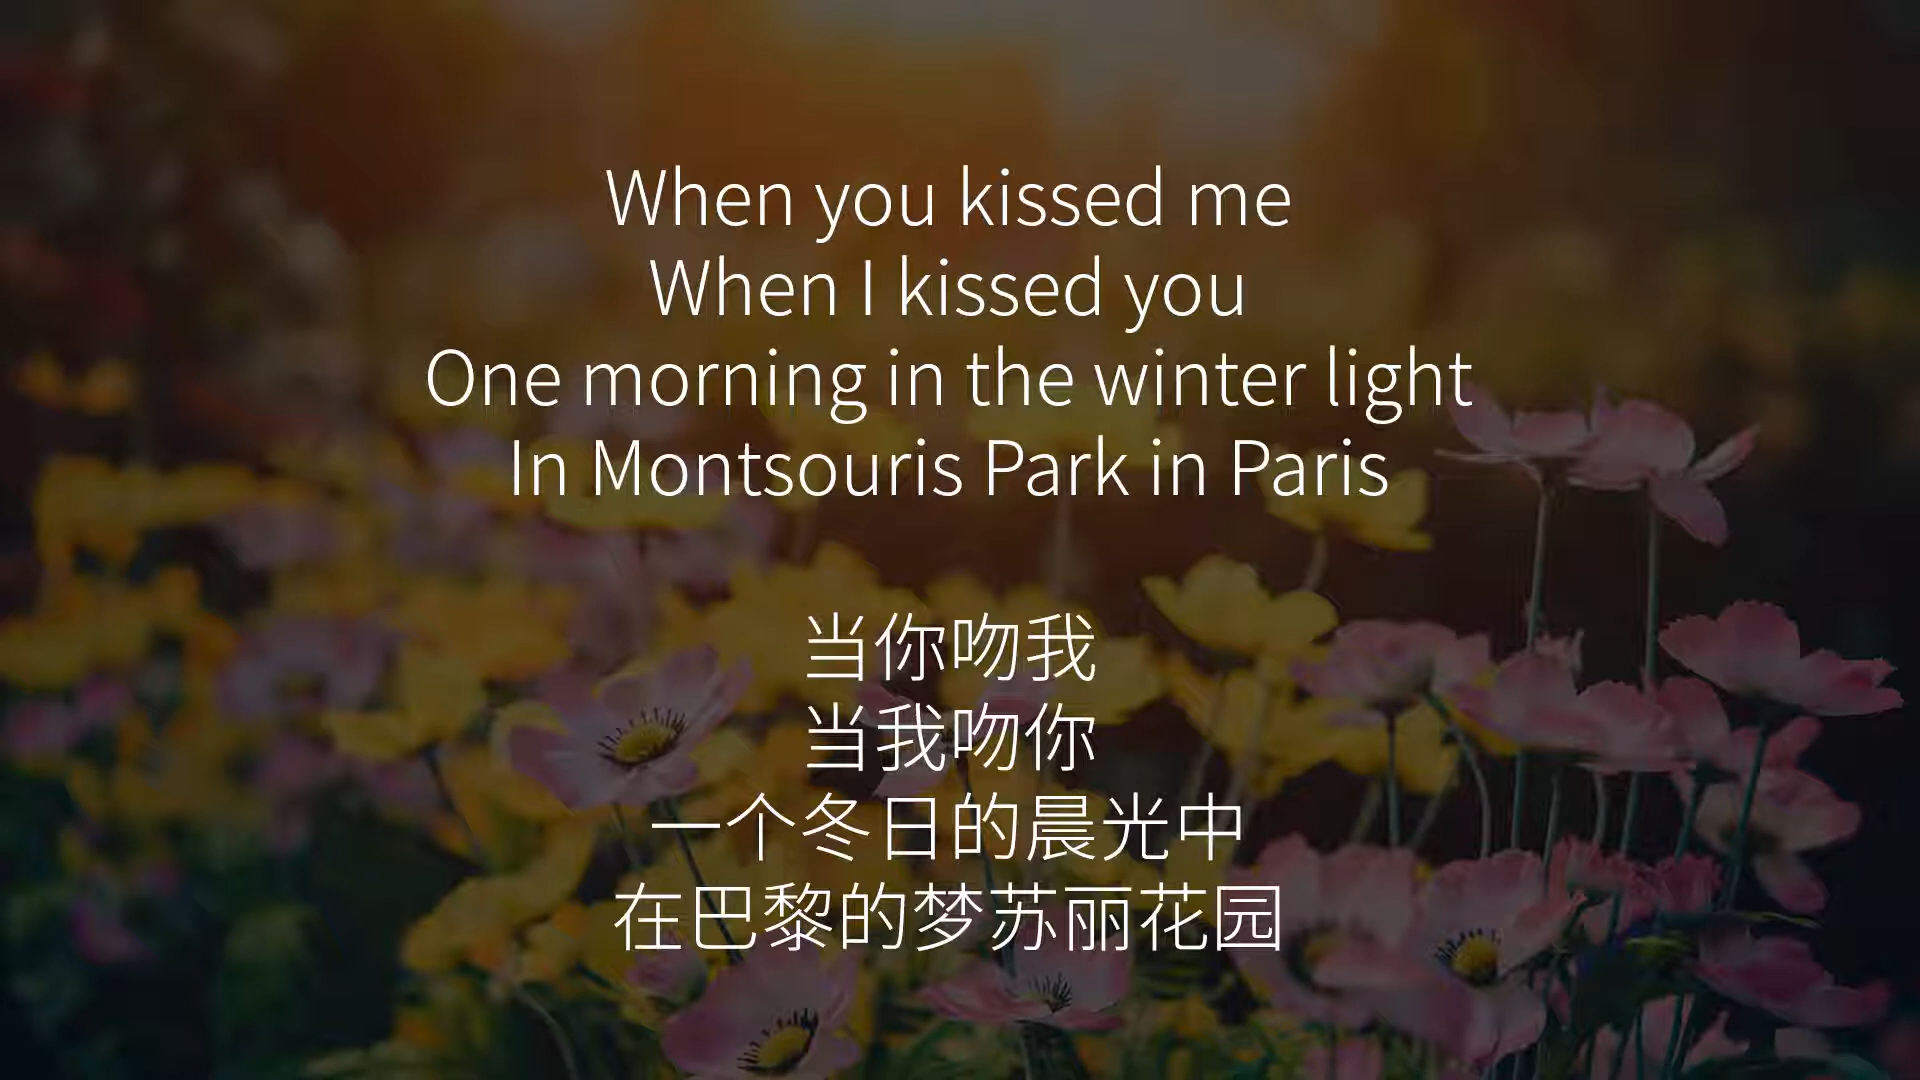 When you kissed me
When I kissed you
One morning in the winter light
In Montsouris Park in Paris
当你吻我
当我吻你
一个冬日的晨光中
在巴黎的梦苏丽花园